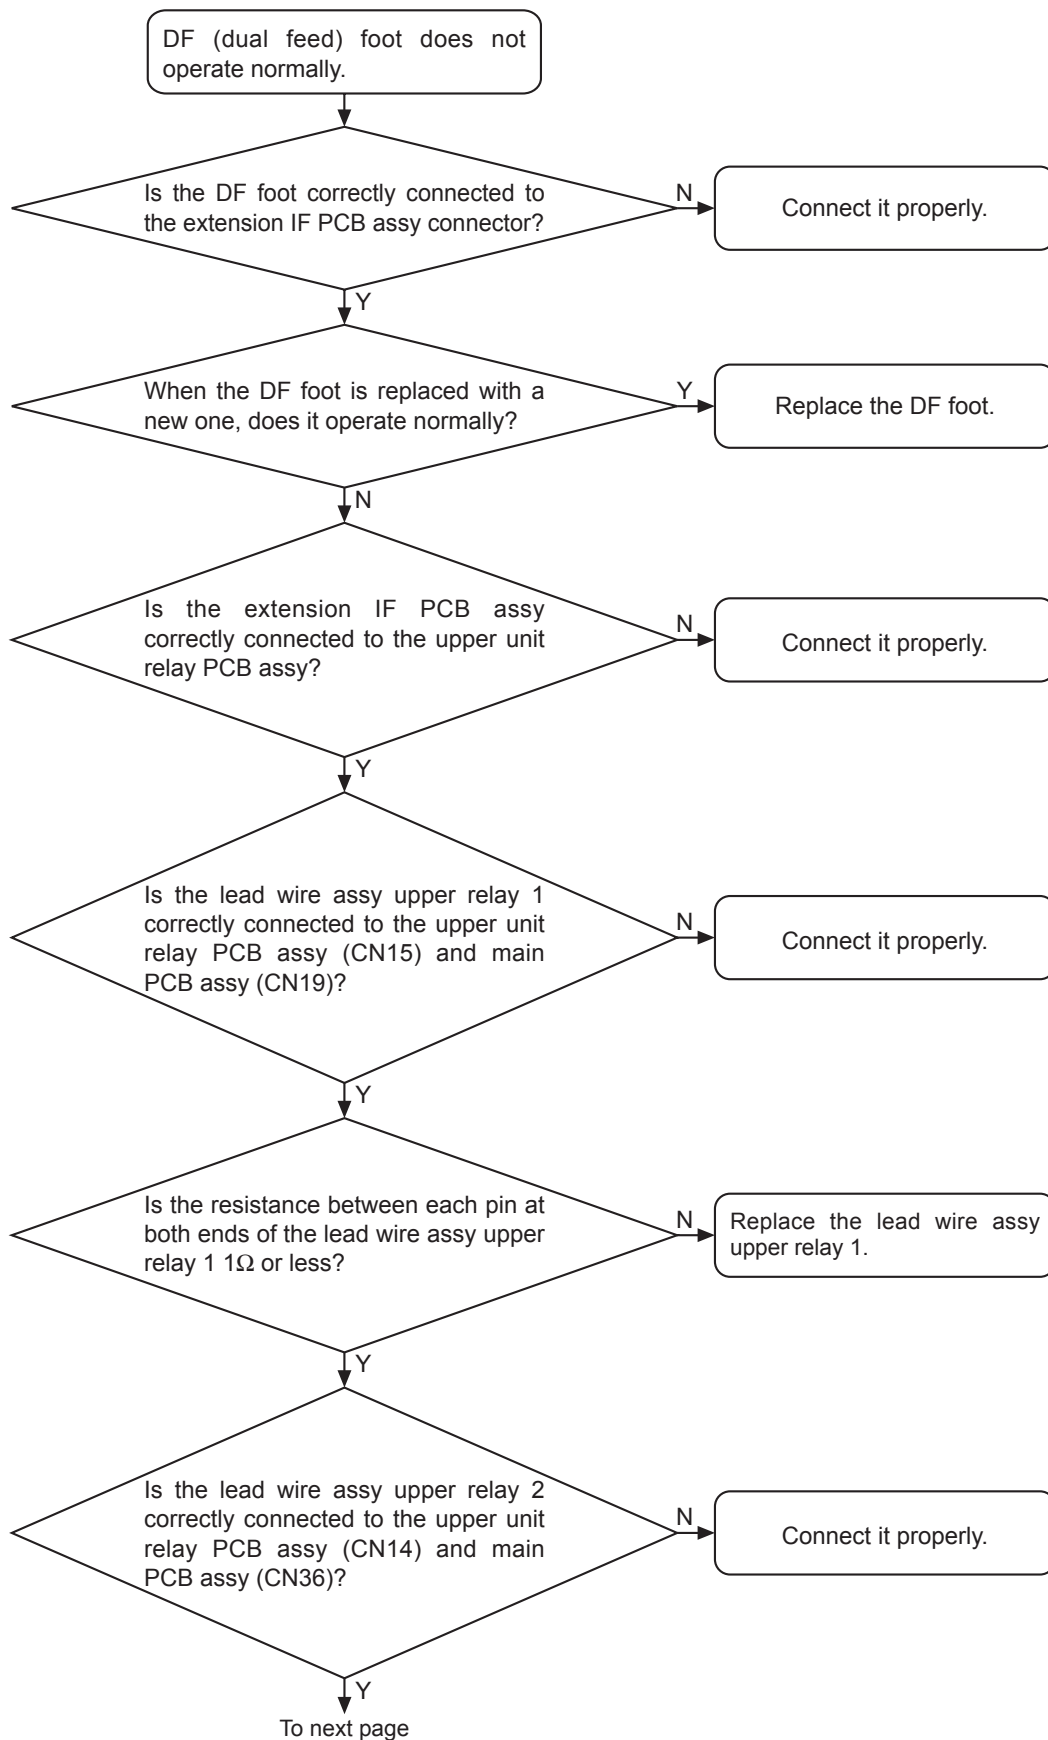 DF (dual feed) foot does not
operate normally.
Is the DF foot correctly connected to
the extension IF PCB assy connector?
N
Connect it properly.
Y
When the DF foot is replaced with a
new one, does it operate normally?
Y
Replace the DF foot.
N
Is the extension IF PCB assy
correctly connected to the upper unit
relay PCB assy?
N
Connect it properly.
Y
Is the lead wire assy upper relay 1
correctly connected to the upper unit
relay PCB assy (CN15) and main
PCB assy (CN19)?
N
Connect it properly.
Y
Is the resistance between each pin at
both ends of the lead wire assy upper
relay 1 1Ω or less?
N
Replace the lead wire assy
upper relay 1.
Y
Is the lead wire assy upper relay 2
correctly connected to the upper unit
relay PCB assy (CN14) and main
PCB assy (CN36)?
N
Connect it properly.
Y
To next page